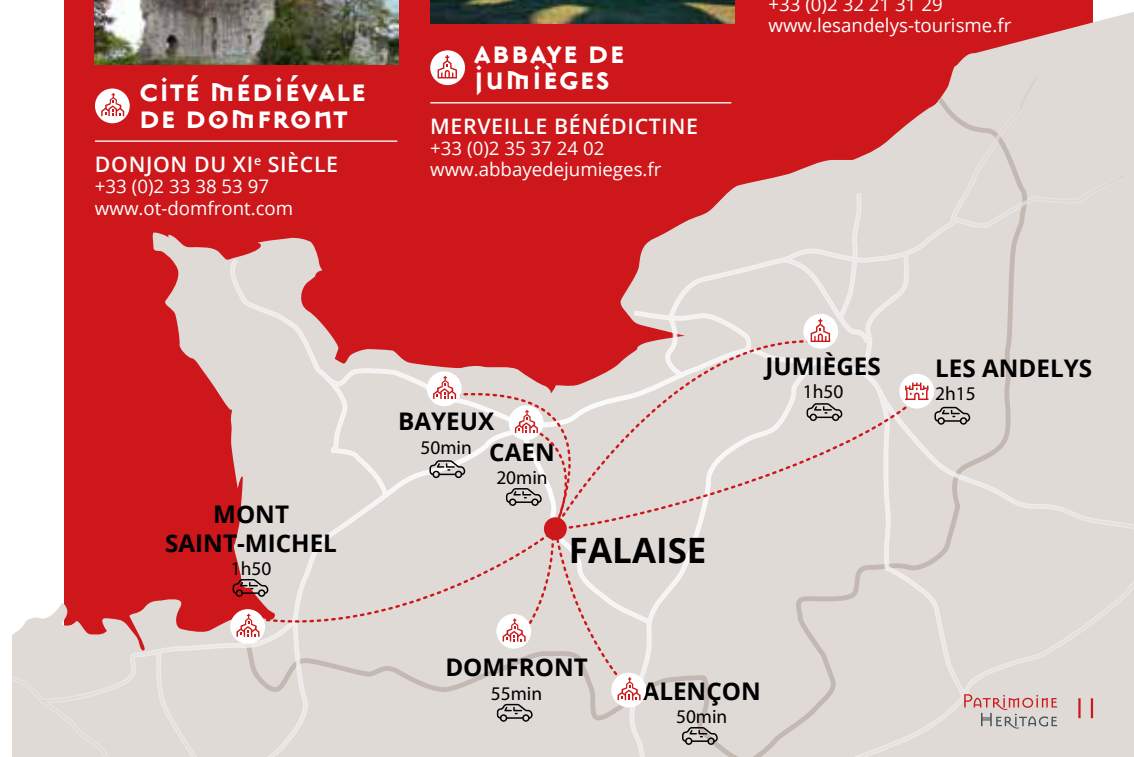 CITÉ MÉDIÉVALE
DE DOMFRONT
DONJON DU XIe SIÈCLE
+33 (0)2 33 38 53 97
www.ot-domfront.com
ABBAYE DE
JUMIÈGES
MERVEILLE BÉNÉDICTINE
+33 (0)2 35 37 24 02
www.abbayedejumieges.fr
+33 (0)2 32 21 31 29
www.lesandelys-tourisme.fr
JUMIÈGES
1h50
LES ANDELYS
2h15
BAYEUX
50min
CAEN
20min
MONT
SAINT-MICHEL
1h50
FALAISE
DOMFRONT
55min
ALENÇON
50min
PATRIMOINE
HERITAGE
11